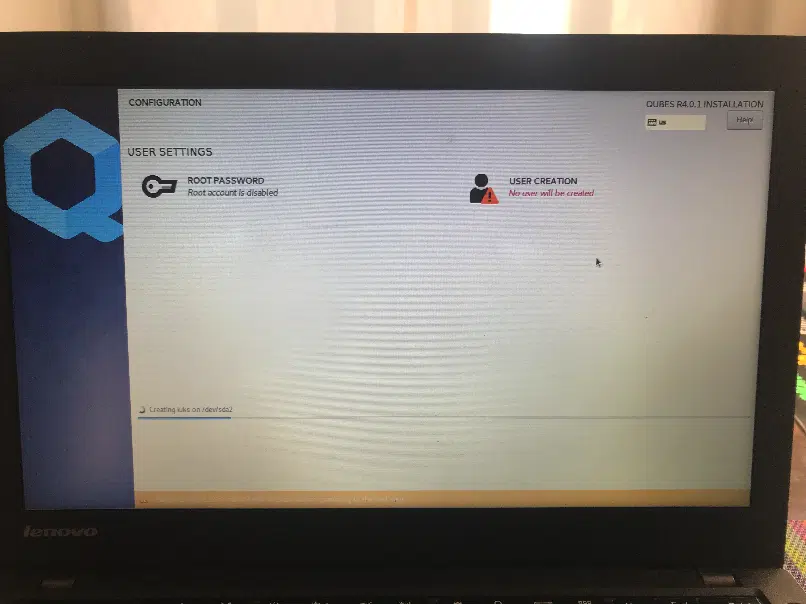 CONFIGURATION
QUBES R4.0.1 INSTALLATION
Help!
USER SETTINGS
ROOT PASSWORD
Root account is disabled
USER CREATION
No user will be created
Creating luks on /dev/sda2
lenovo